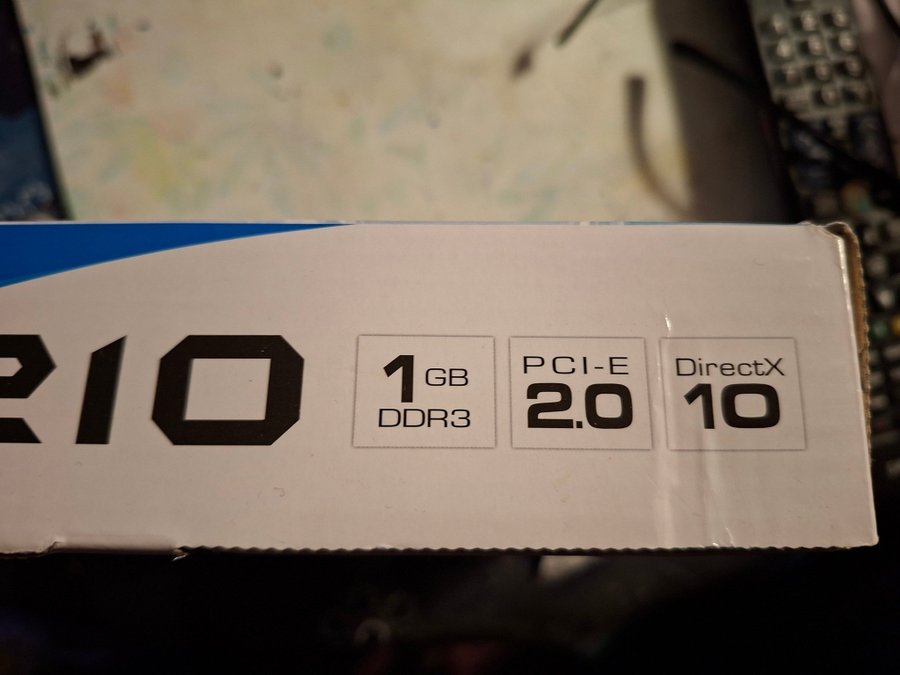 210
1 GB
DDR3
PCI-E
2.0
DirectX
10